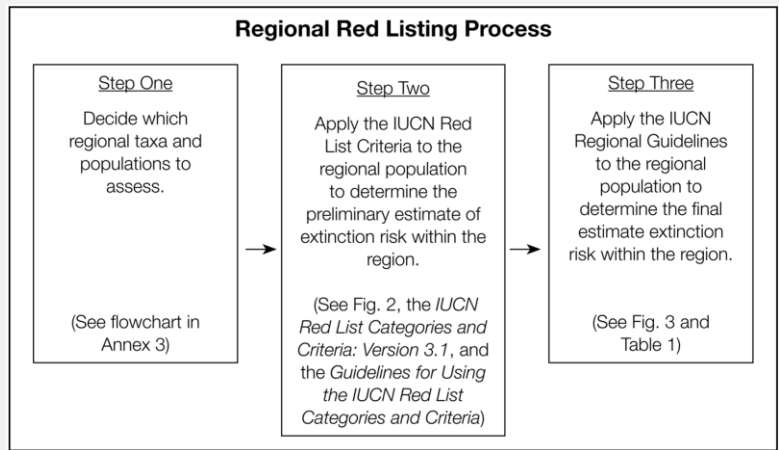 Regional Red Listing Process
Step One
Decide which
regional taxa and
populations to
assess.
(See flowchart in
Annex 3)
Step Two
Apply the IUCN Red
List Criteria to the
regional population
to determine the
preliminary estimate of
extinction risk within the
region.
(See Fig. 2, the IUCN
Red List Categories and
Criteria: Version 3.1, and
the Guidelines for Using
the IUCN Red List
Categories and Criteria)
Step Three
Apply the IUCN
Regional Guidelines
to the regional
population to
determine the final
estimate extinction
risk within the region.
(See Fig. 3 and
Table 1)